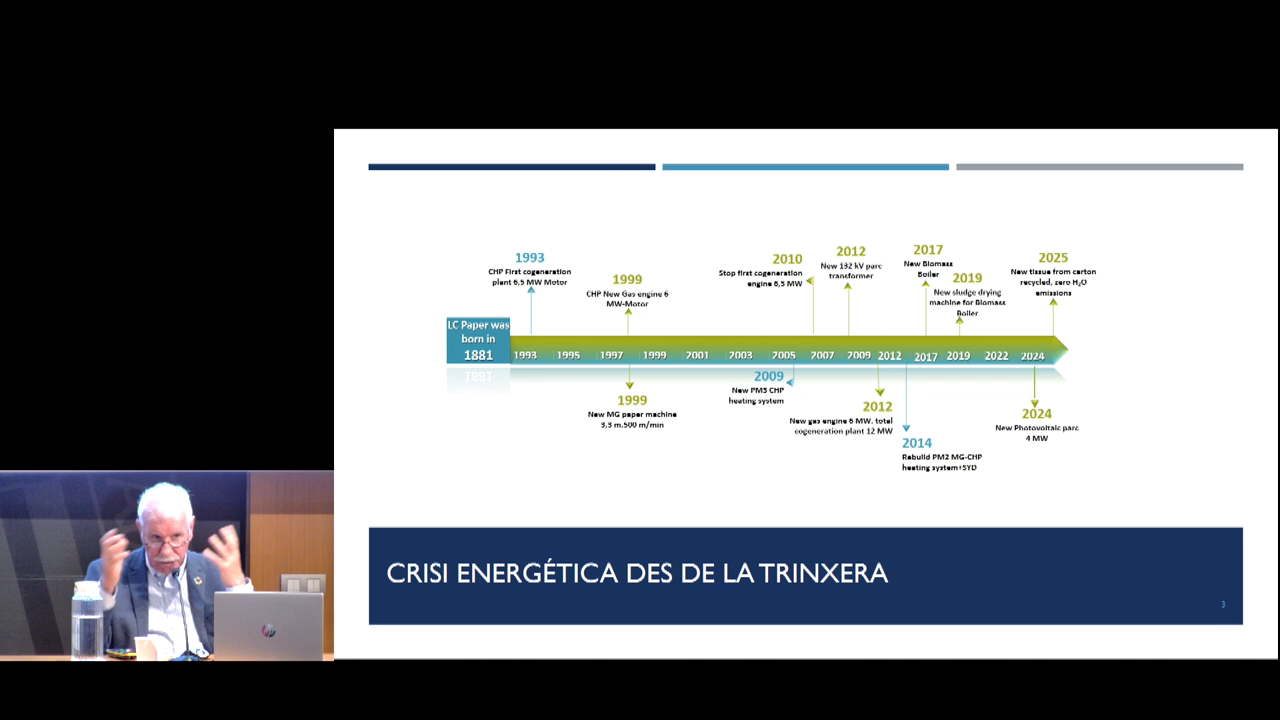 1993
CHP First cogeneration
plant 6,5 MW Motor
1999
CHP New Gas engine 6
MW-Motor
2010
Stop first cogeneration
engine 6,5 MW
2012
New 132 kV parc
transformer
2017
New Biomass
Boiler
2019
New sludge drying
machine for Biomass
Boiler
2025
New tissue from carton
recycled, zero H₂O
emissions
LC Paper was
born in
1881
1993 1995 1997 1999 2001 2003 2005 2007 2009 2012 2017 2019 2022 2024
1999
New MG paper machine
3,3 m.500 m/min
2009
New PM3 CHP
heating system
2012
New gas engine 6 MW. total
cogeneration plant 12 MW
2014
Rebuild PM2 MG-CHP
heating system+SYD
2024
New Photovoltaic parc
4 MW
CRISI ENERGÉTICA DES DE LA TRINXERA
3
hp